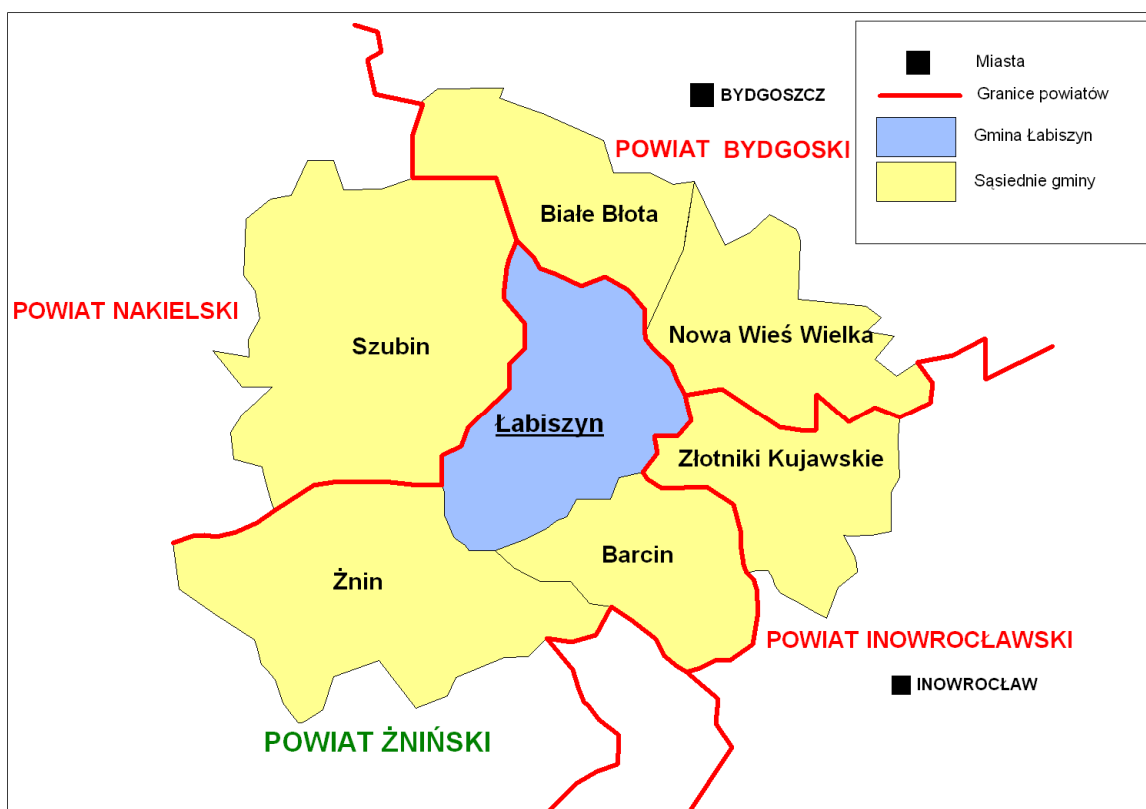 Miasta
BYDGOSZCZ
Granice powiatów
Gmina Łabiszyn
POWIAT BYDGOSKI
Sąsiednie gminy
Białe Błota
POWIAT NAKIELSKI
Szubin
Nowa Wieś Wielka
Łabiszyn
Złotniki Kujawskie
Barcin
Żnin
POWIAT INOWROCŁAWSKI
INOWROCŁAW
POWIAT ŻNIŃSKI